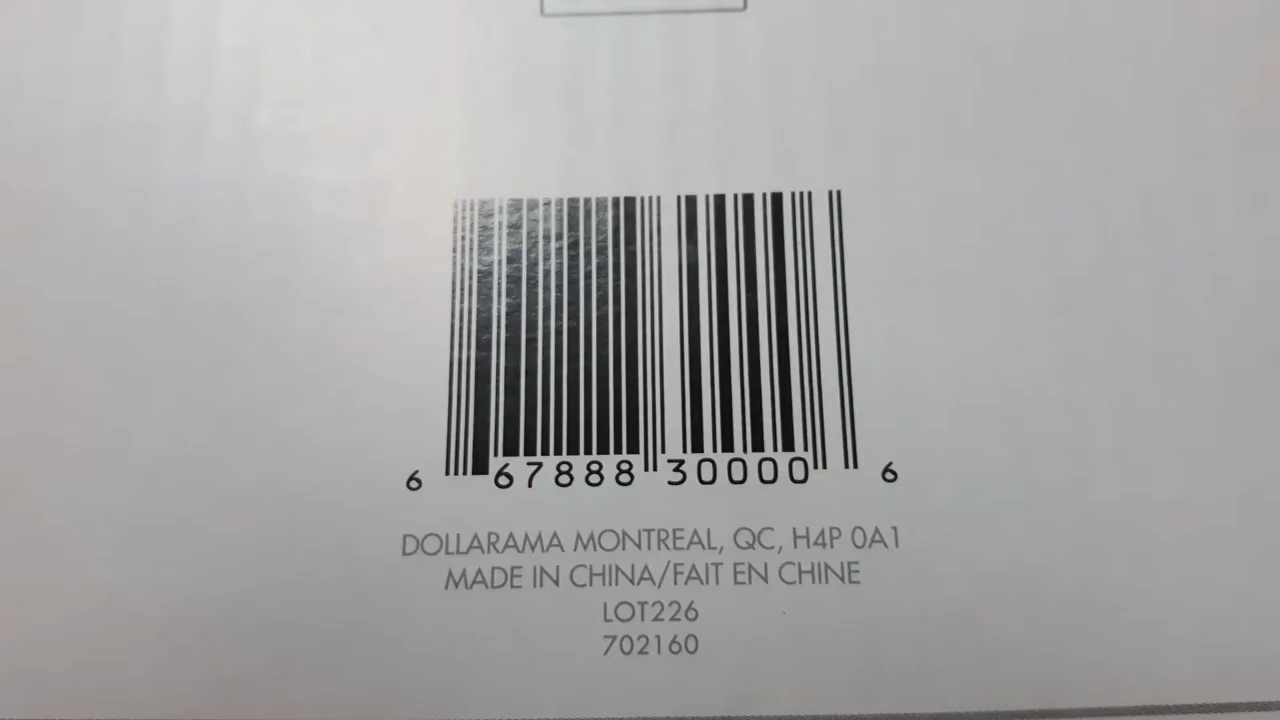 6 67888 30000 6
DOLLARAMA MONTREAL, QC, H4P 0A1
MADE IN CHINA/FAIT EN CHINE
LOT226
702160